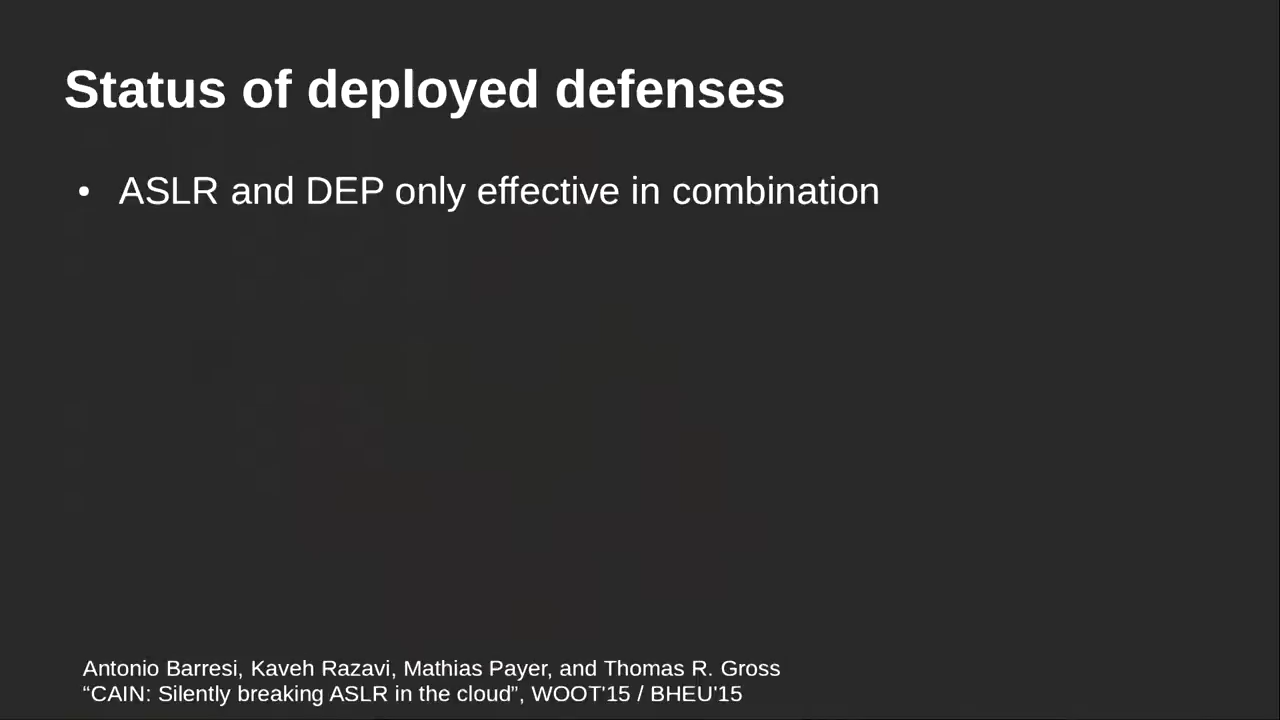 Status of deployed defenses
• ASLR and DEP only effective in combination
Antonio Barresi, Kaveh Razavi, Mathias Payer, and Thomas R. Gross
“CAIN: Silently breaking ASLR in the cloud”, WOOT'15 / BHEU'15